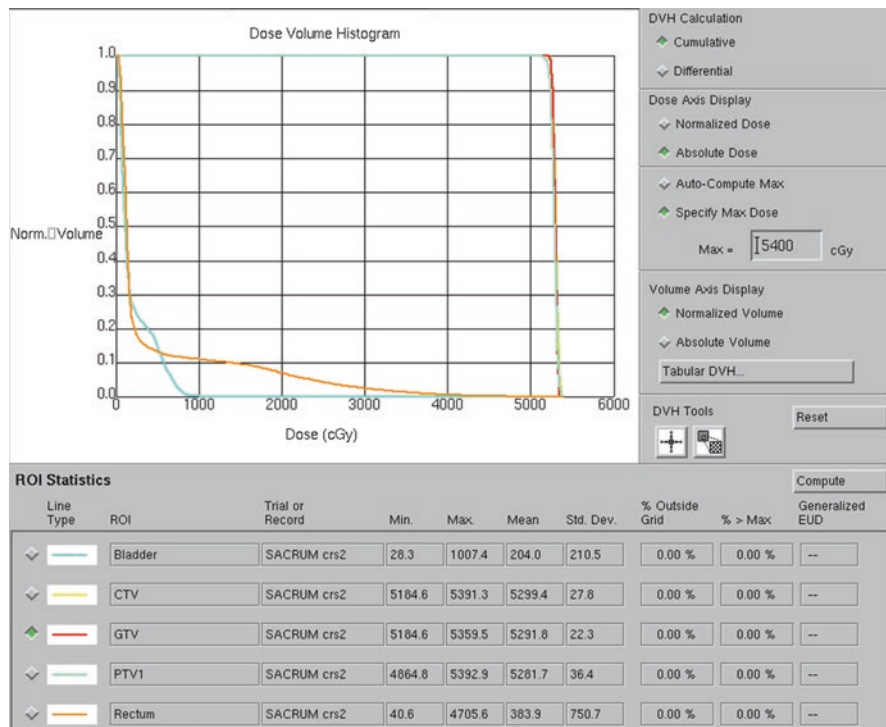 Dose Volume Histogram
1.0
0.9
0.8
0.7
0.6
Norm.▯Volume 0.5
0.4
0.3
0.2
0.1
0.0
0 1000 2000 3000 4000 5000 6000
Dose (cGy)
DVH Calculation
Cumulative
Differential
Dose Axis Display
Normalized Dose
Absolute Dose
Auto-Compute Max
Specify Max Dose
Max = 5400 cGy
Volume Axis Display
Normalized Volume
Absolute Volume
Tabular DVH...
DVH Tools Reset
ROI Statistics Compute
Line Type ROI Trial or Record Min. Max. Mean Std. Dev. % Outside Grid % > Max Generalized EUD
Bladder SACRUM crs2 28.3 1007.4 204.0 210.5 0.00 % 0.00 % --
CTV SACRUM crs2 5184.6 5391.3 5299.4 27.8 0.00 % 0.00 % --
GTV SACRUM crs2 5184.6 5359.5 5291.8 22.3 0.00 % 0.00 % --
PTV1 SACRUM crs2 4864.8 5392.9 5281.7 36.4 0.00 % 0.00 % --
Rectum SACRUM crs2 40.6 4705.6 383.9 750.7 0.00 % 0.00 % --